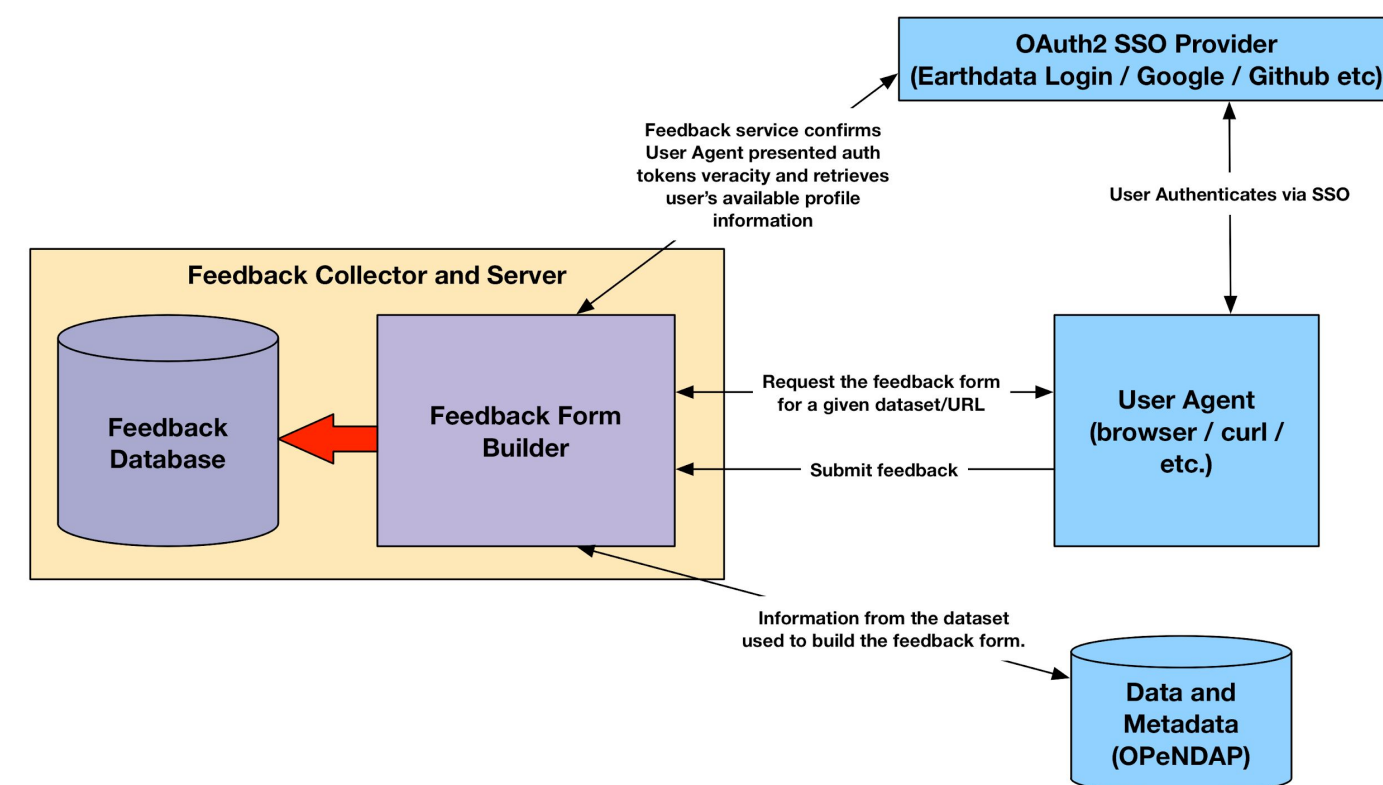 OAuth2 SSO Provider
(Earthdata Login / Google / Github etc)
Feedback service confirms
User Agent presented auth
tokens veracity and retrieves
user's available profile
information
User Authenticates via SSO
Feedback Collector and Server
Feedback
Database
Feedback Form
Builder
Request the feedback form
for a given dataset/URL
Submit feedback
User Agent
(browser / curl /
etc.)
Information from the dataset
used to build the feedback form.
Data and
Metadata
(OPeNDAP)